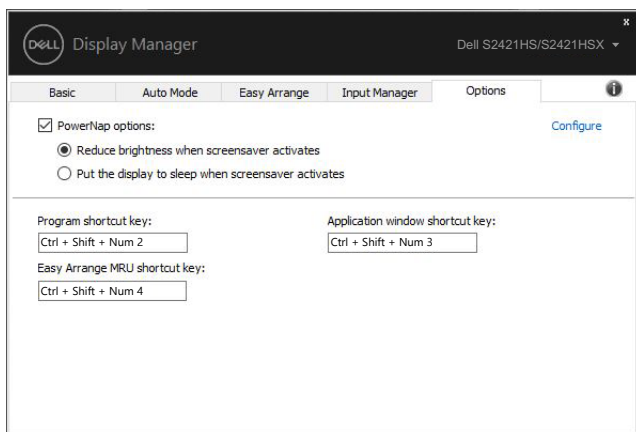 x
DELL Display Manager
Dell S2421HS/S2421HSX
Basic Auto Mode Easy Arrange Input Manager Options
PowerNap options:
Configure
Reduce brightness when screensaver activates
Put the display to sleep when screensaver activates
Program shortcut key:
Application window shortcut key:
Ctrl + Shift + Num 2
Ctrl + Shift + Num 3
Easy Arrange MRU shortcut key:
Ctrl + Shift + Num 4